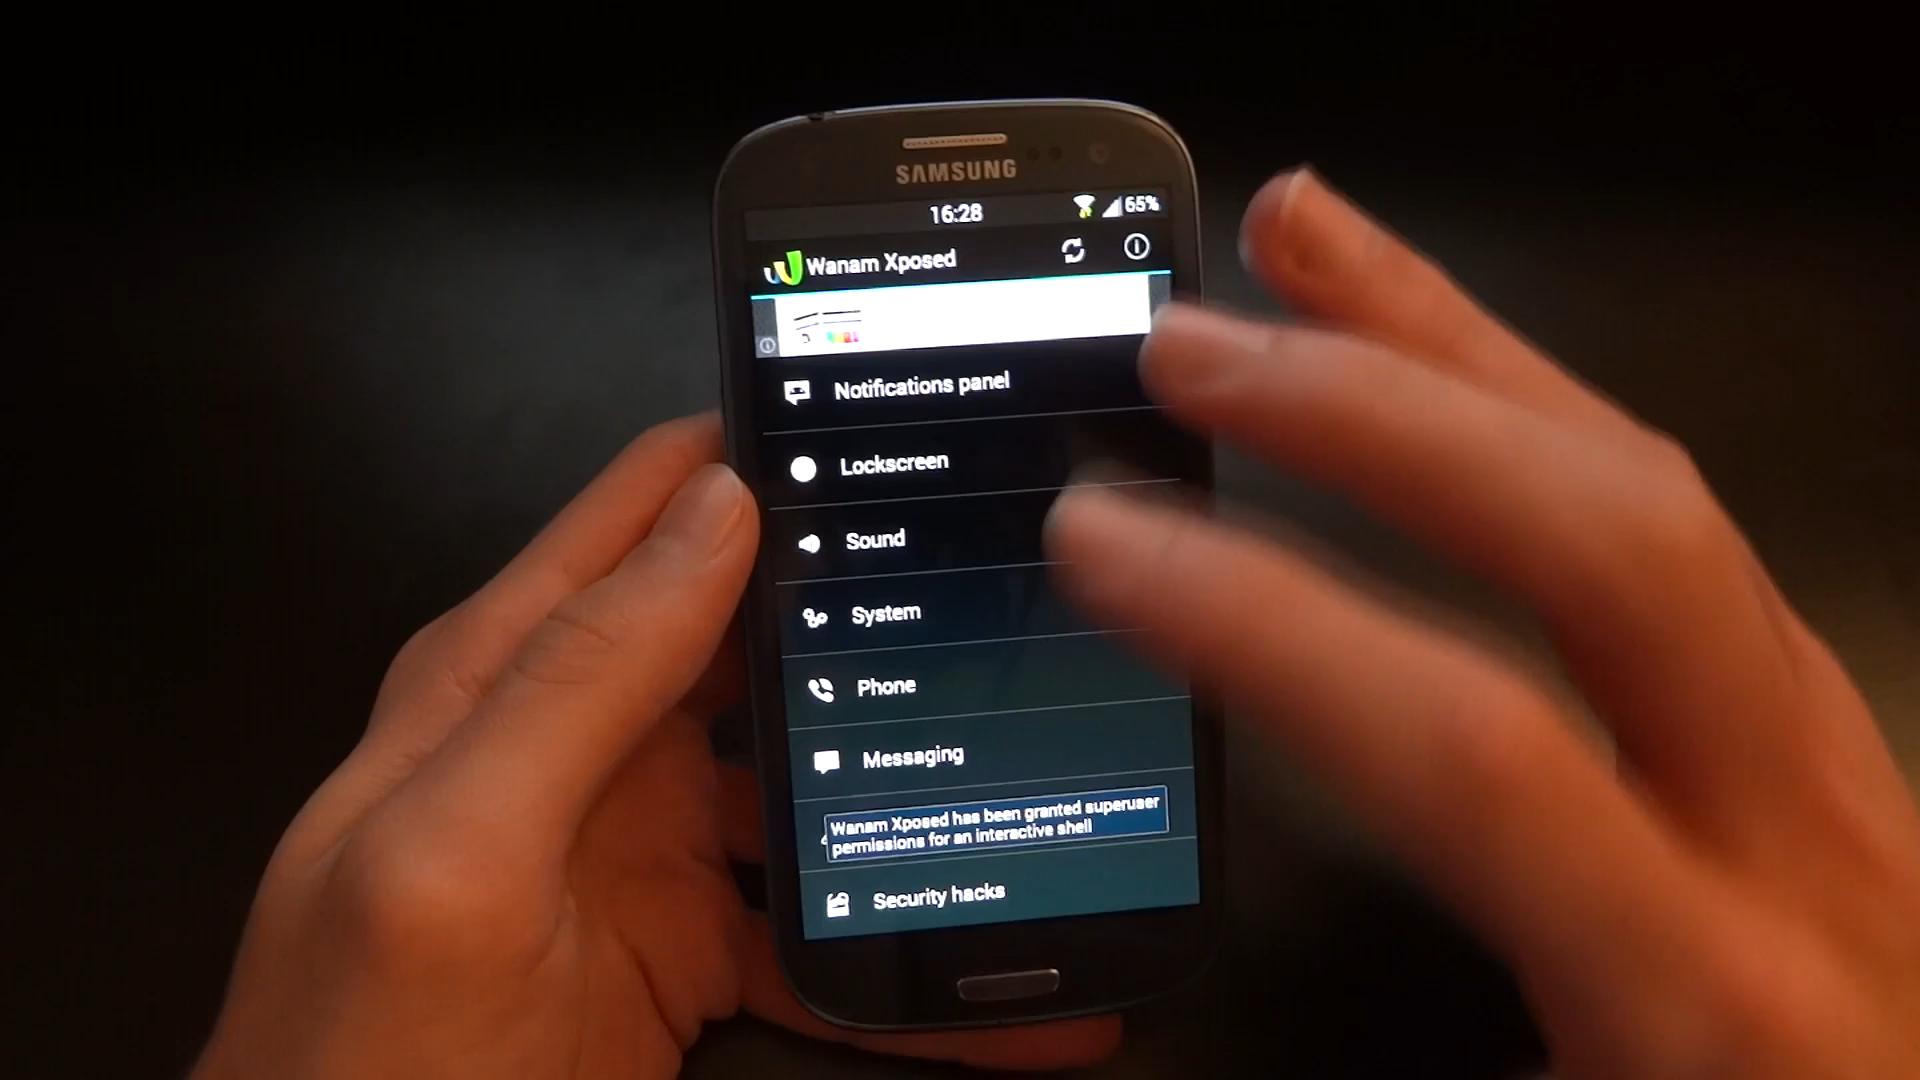 SAMSUNG
16:28 65%
Wanam Xposed
Notifications panel
Lockscreen
Sound
System
Phone
Messaging
Wanam Xposed has been granted superuser
permissions for an interactive shell
Security hacks